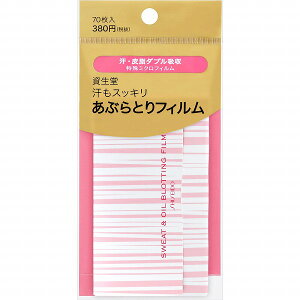 70枚入
380円(税抜)
汗・皮脂ダブル吸収
特殊ミクロフィルム
資生堂
汗もスッキリ
あぶらとりフィルム
SWEAT & OIL BLOTTING FILM
SHISEIDO